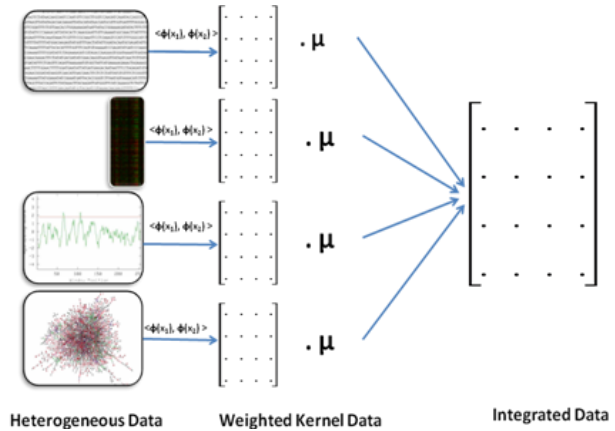 <ϕ(x₁), ϕ(x₂) >
. μ
<ϕ(x₁), ϕ(x₂) >
. μ
<ϕ(x₁), ϕ(x₂) >
. μ
<ϕ(x₁), ϕ(x₂) >
. μ
Heterogeneous Data
Weighted Kernel Data
Integrated Data